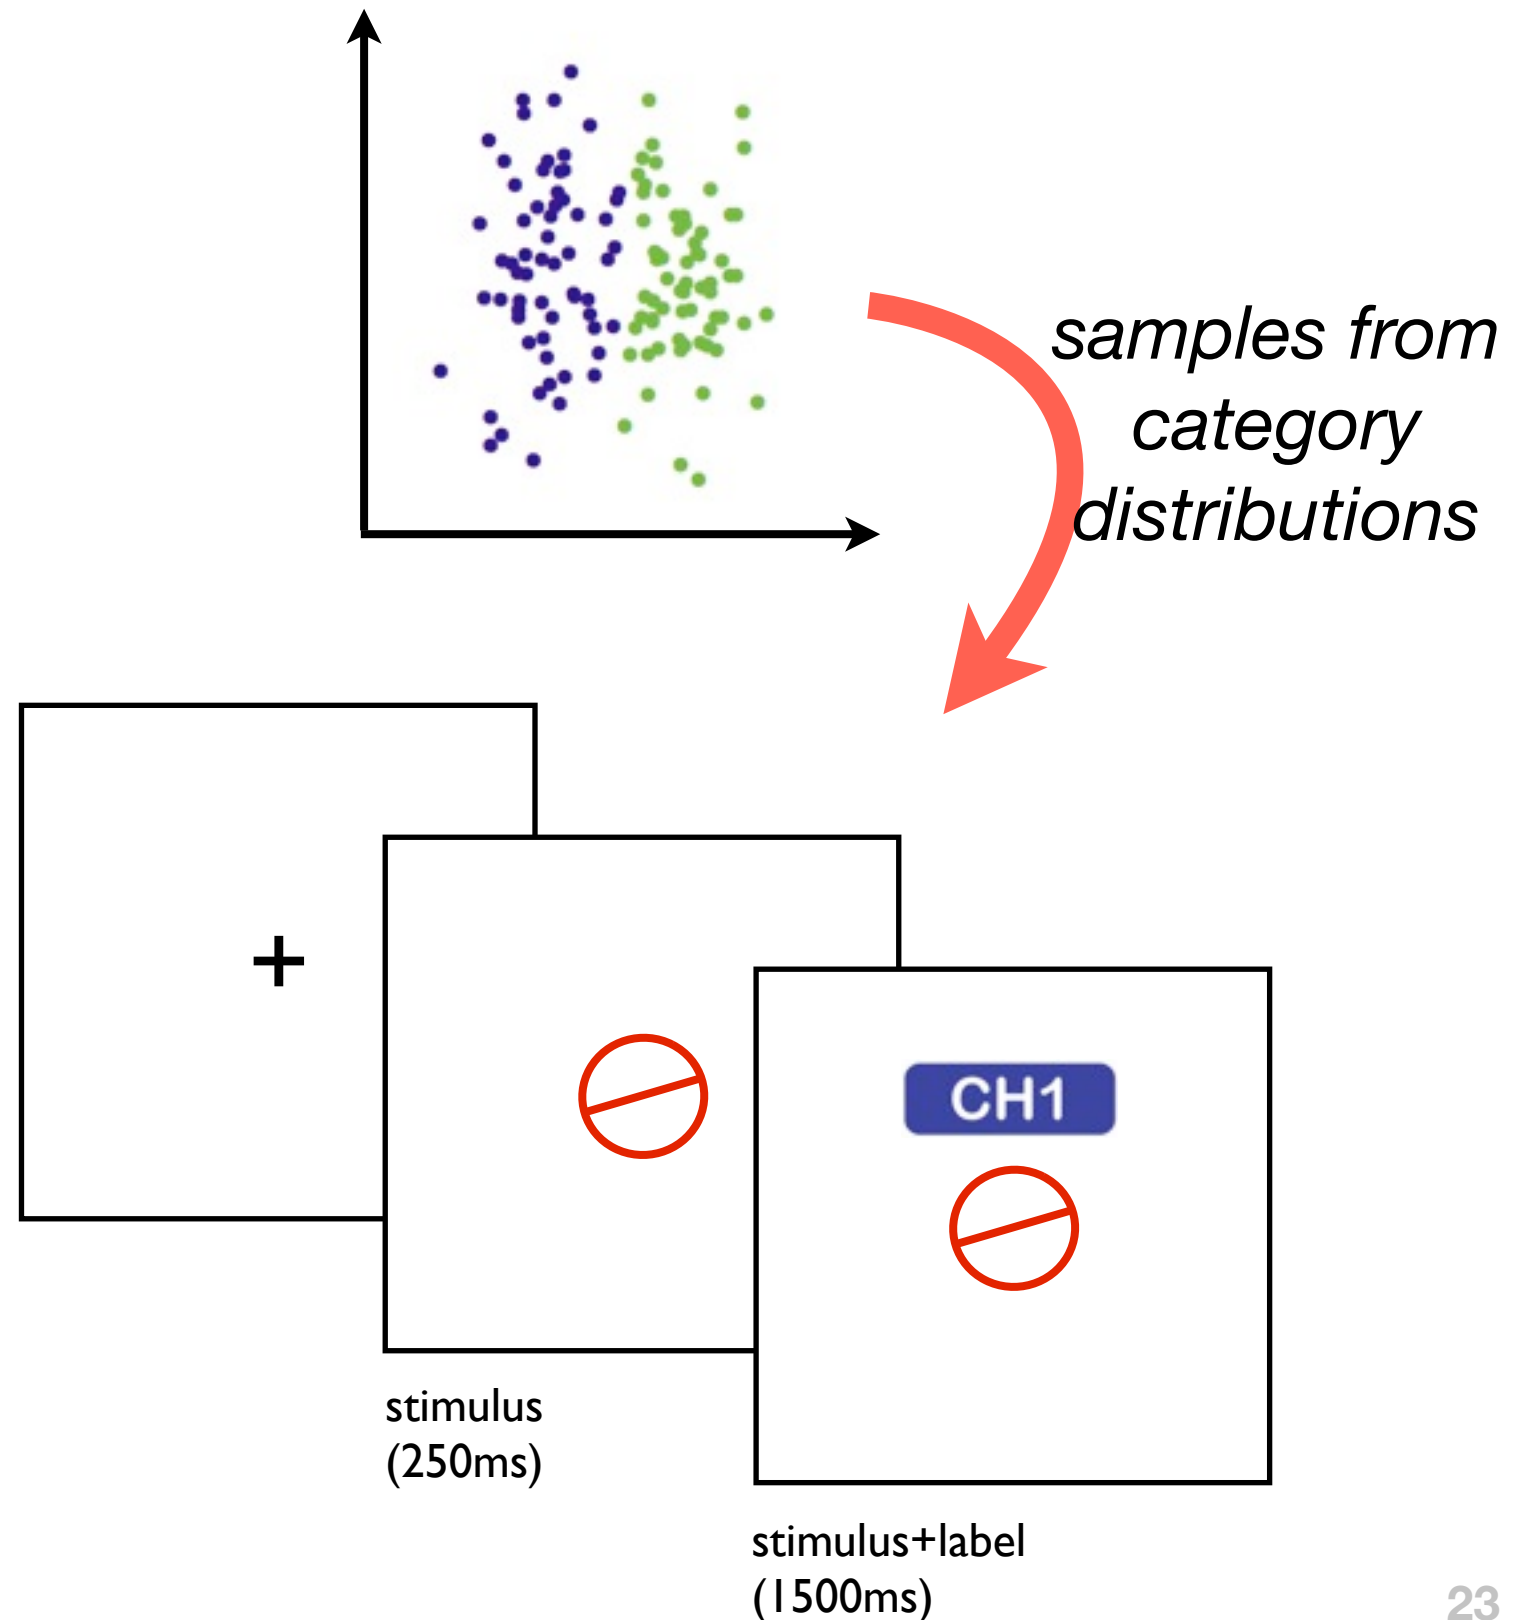 samples from
category
distributions
CH1
stimulus
(250ms)
stimulus+label
(1500ms)
23